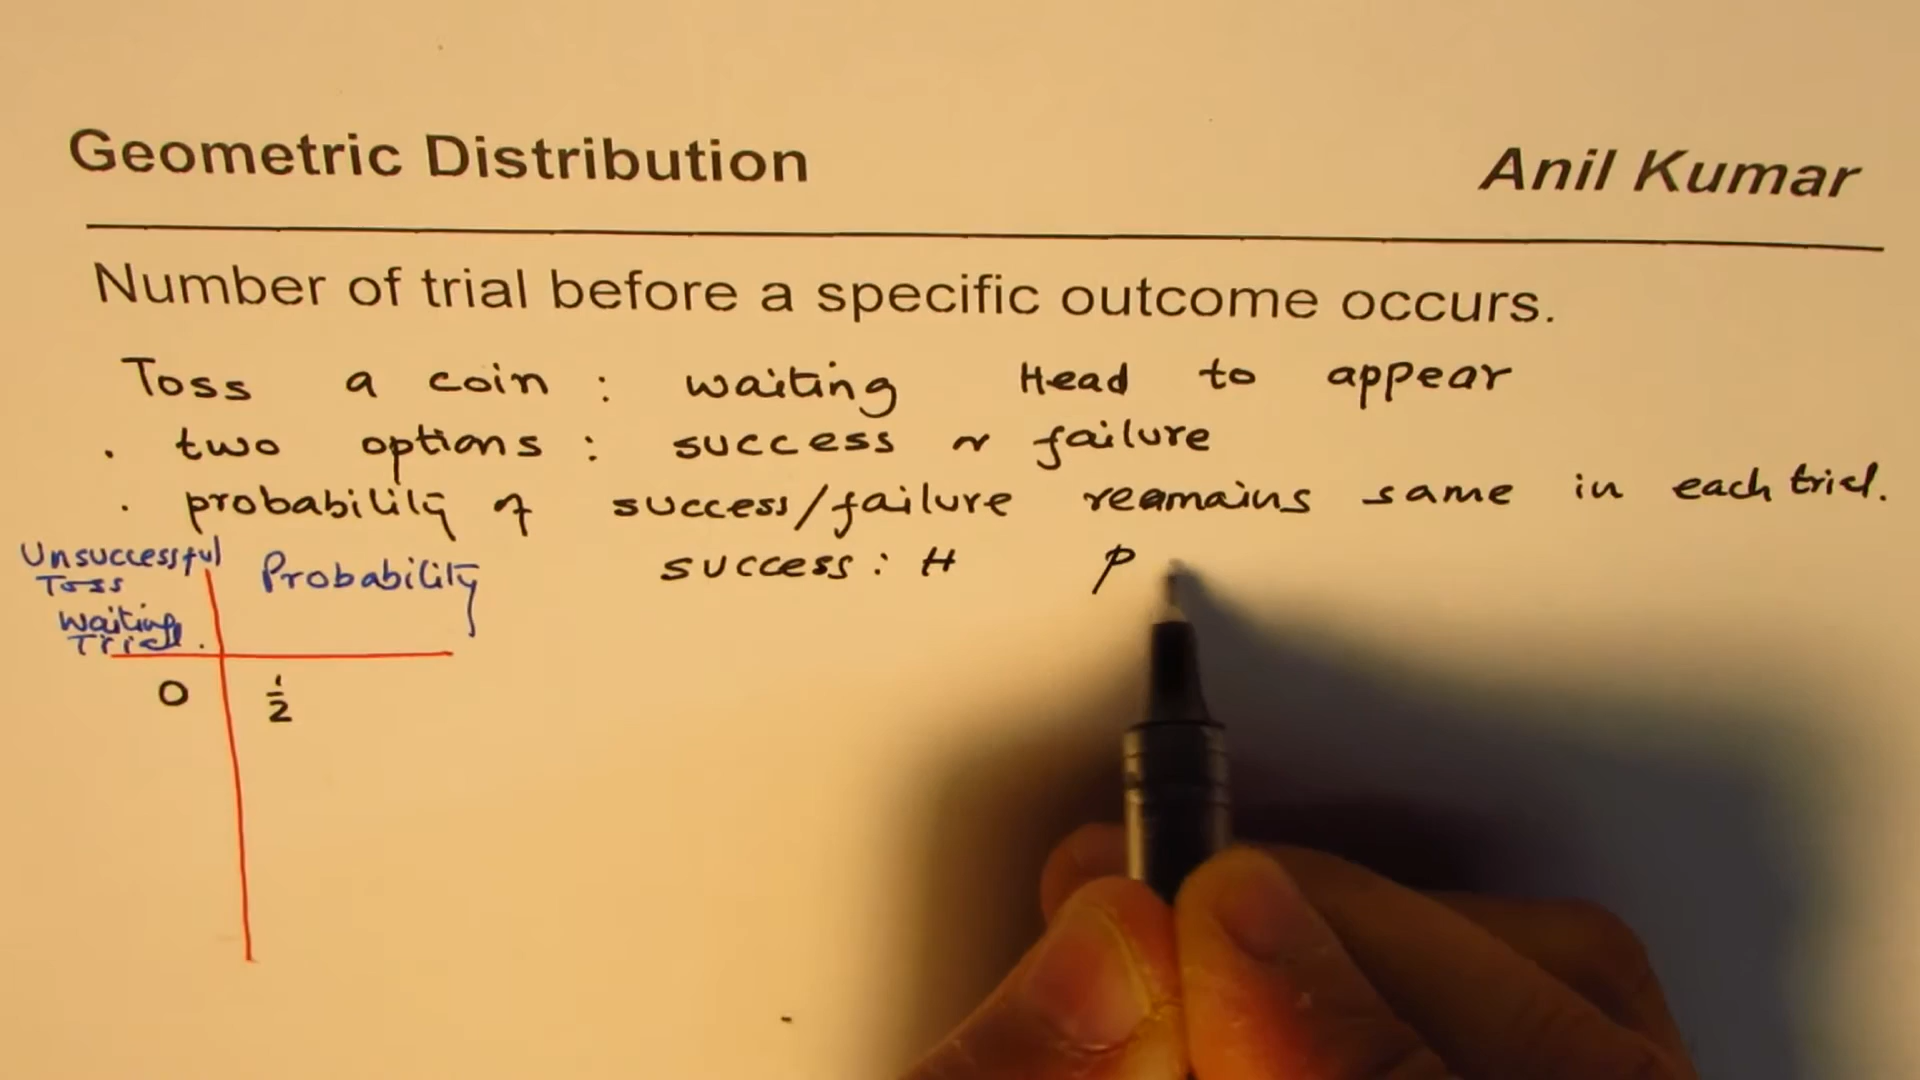 Geometric Distribution
Anil Kumar
Number of trial before a specific outcome occurs.
Toss a coin : waiting Head to appear
. two options : success or failure
. probability of success/failure reamains same in each trial.
Unsuccessful
Toss
Waiting
Trial.
Probability
success : H P
0 1/2